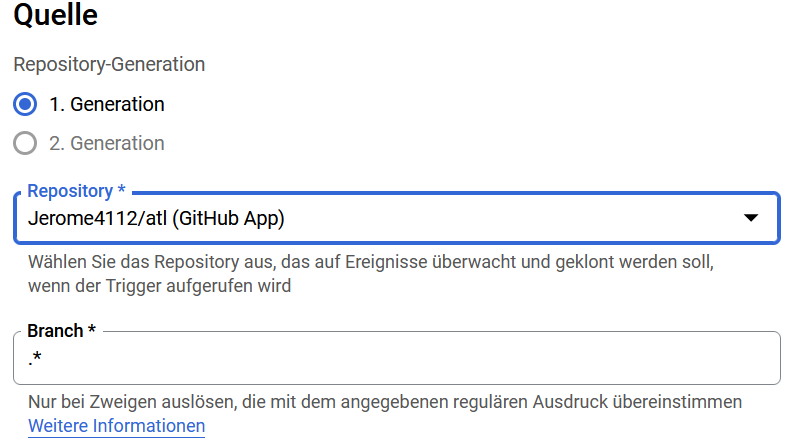 Quelle
Repository-Generation
1. Generation
2. Generation
Repository *
Jerome4112/atl (GitHub App)
Wählen Sie das Repository aus, das auf Ereignisse überwacht und geklont werden soll,
wenn der Trigger aufgerufen wird
Branch *
.*
Nur bei Zweigen auslösen, die mit dem angegebenen regulären Ausdruck übereinstimmen
Weitere Informationen